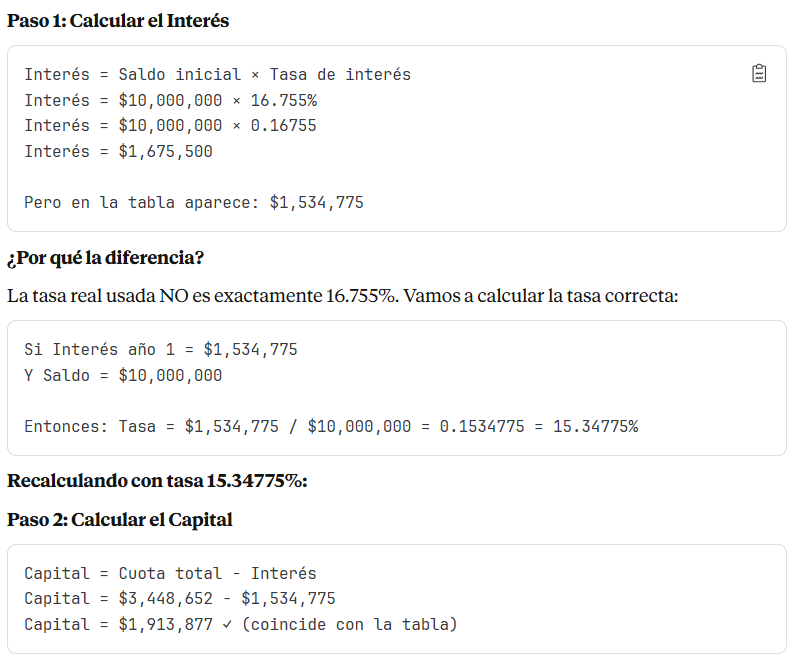 Paso 1: Calcular el Interés
Interés = Saldo inicial × Tasa de interés
Interés = $10,000,000 × 16.755%
Interés = $10,000,000 × 0.16755
Interés = $1,675,500
Pero en la tabla aparece: $1,534,775
¿Por qué la diferencia?
La tasa real usada NO es exactamente 16.755%. Vamos a calcular la tasa correcta:
Si Interés año 1 = $1,534,775
Y Saldo = $10,000,000
Entonces: Tasa = $1,534,775 / $10,000,000 = 0.1534775 = 15.34775%
Recalculando con tasa 15.34775%:
Paso 2: Calcular el Capital
Capital = Cuota total - Interés
Capital = $3,448,652 - $1,534,775
Capital = $1,913,877 ✓ (coincide con la tabla)